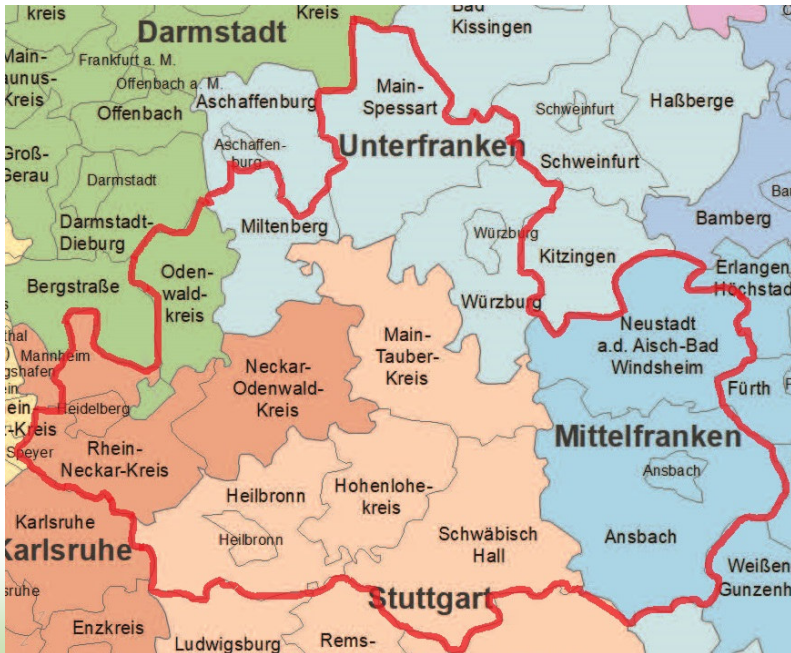 Darmstadt
Kreis
Bad
Kissingen
Main-
aunus-
Kreis
Frankfurt a. M.
Offenbach a. M.
Offenbach
Aschaffenburg
Main-
Spessart
Schweinfurt
Haßberge
Groß-
Gerau
Aschaffen-
burg
Unterfranken
Schweinfurt
Darmstadt
Darmstadt-
Dieburg
Miltenberg
Würzburg
Kitzingen
Bamberg
Bergstraße
Oden-
wald-
kreis
Würzburg
Erlangen
Höchstad
Mannheim
Neckar-
Odenwald-
Kreis
Main-
Tauber-
Kreis
Neustadt
a.d. Aisch-Bad
Windsheim
Fürth
Heidelberg
Speyer
Rhein-
Neckar-Kreis
Mittelfranken
Ansbach
Heilbronn
Hohenlohe-
kreis
Karlsruhe
Karlsruhe
Heilbronn
Schwäbisch
Hall
Ansbach
Weißen
Gunzenh
Stuttgart
Enzkreis
Ludwigsburg
Rems-